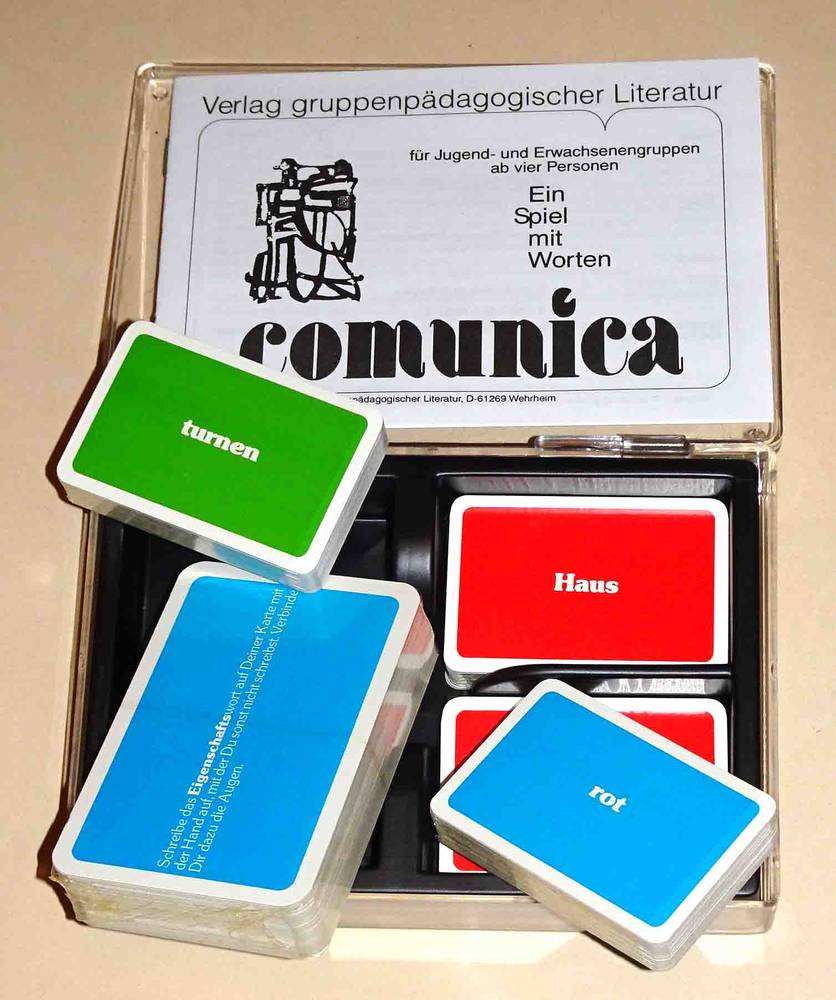 Verlag gruppenpädagogischer Literatur
für Jugend- und Erwachsenengruppen
ab vier Personen
Ein
Spiel
mit
Worten
comunica
pädagogischer Literatur, D-61269 Wehrheim
turnen
Haus
Schreibe das Eigenschaftswort auf Deiner Karte mit
der Hand auf, mit der Du sonst nicht schreibst. Verbinde
Dir dazu die Augen.
rot